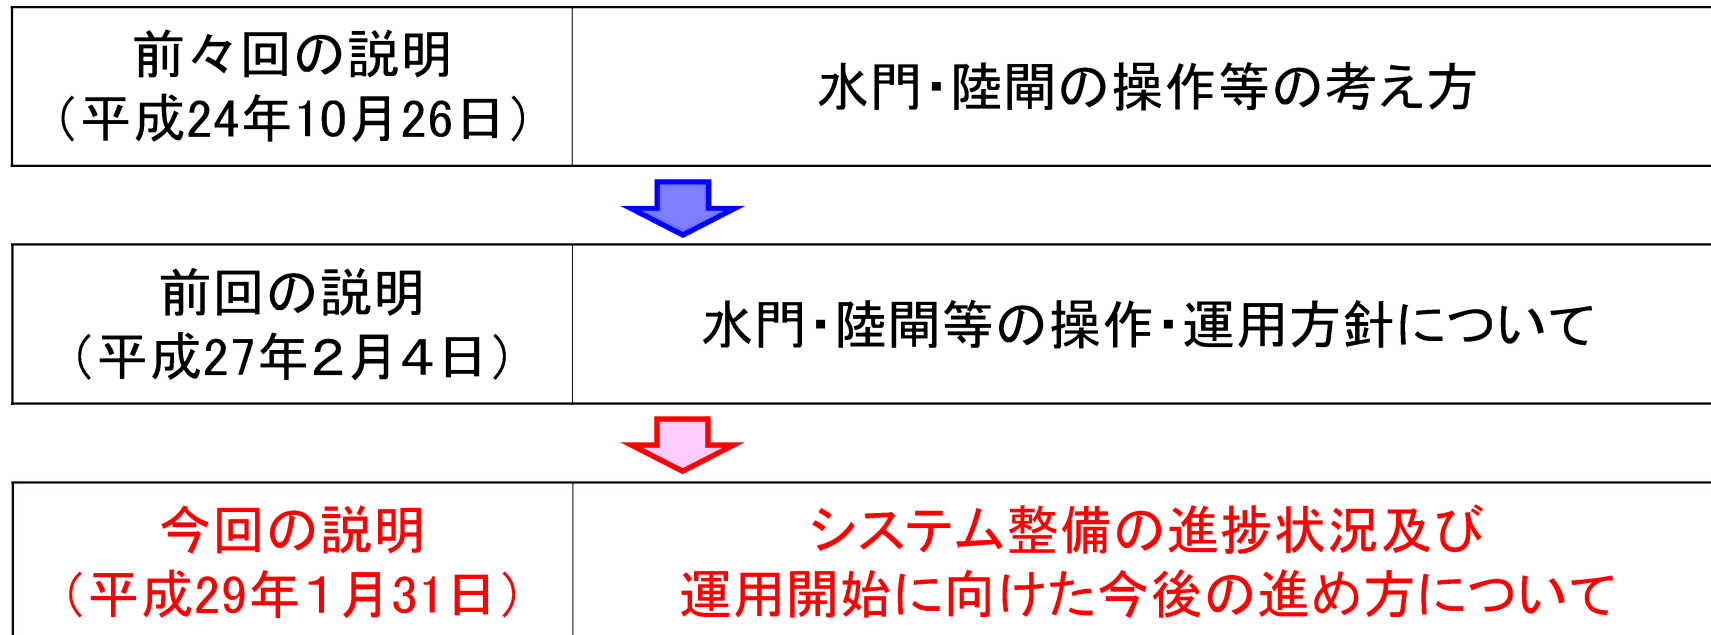 前々回の説明
（平成24年10月26日）
水門・陸閘の操作等の考え方
前回の説明
（平成27年２月４日）
水門・陸閘等の操作・運用方針について
今回の説明
（平成29年１月31日）
システム整備の進捗状況及び
運用開始に向けた今後の進め方について